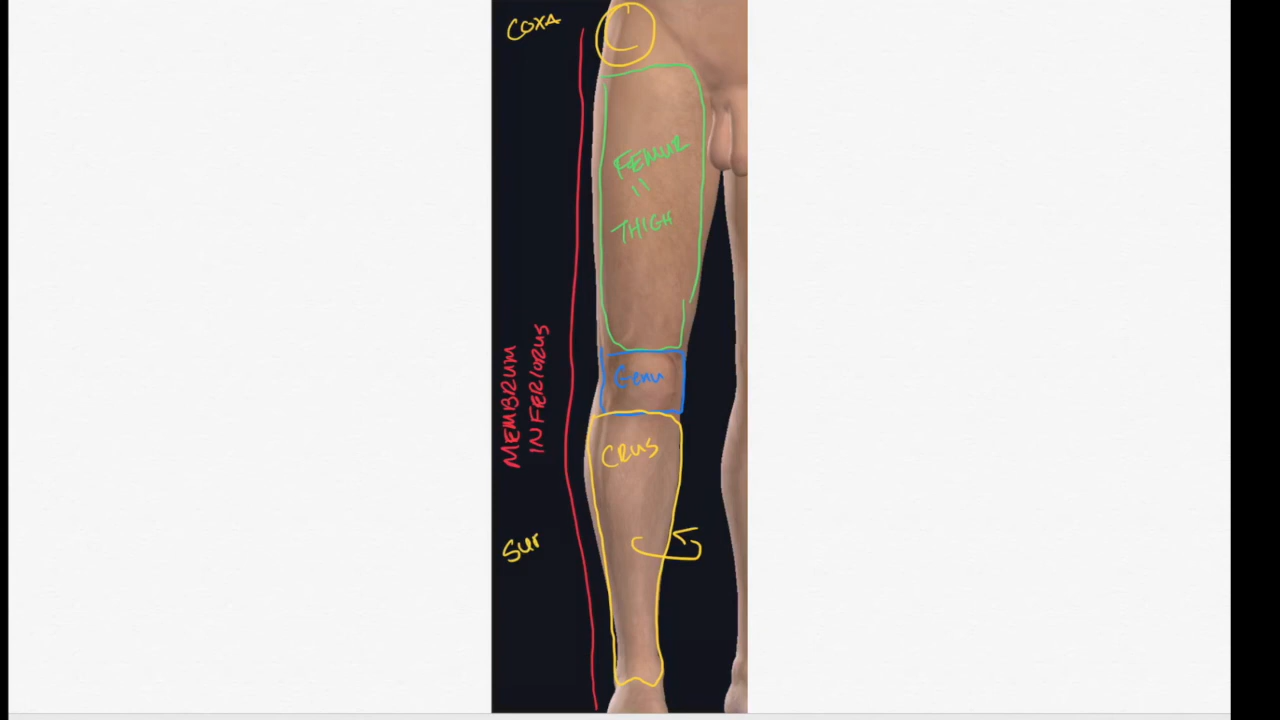 COXA
FEMUR
=
THIGH
MEMBRUM
INFERIORUS
Genu
CRUS
Sur